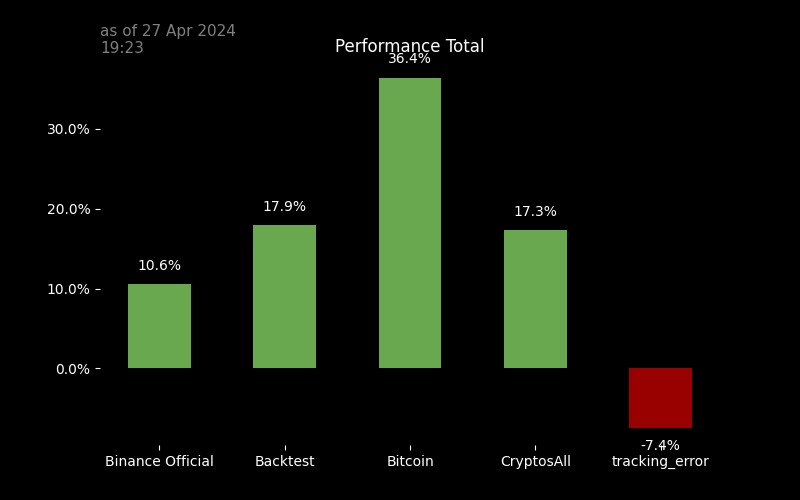 as of 27 Apr 2024
19:23
Performance Total
36.4%
30.0%
17.9%
17.3%
20.0%
10.6%
10.0%
0.0%
-7.4%
Binance Official
Backtest
Bitcoin
CryptosAll
tracking_error